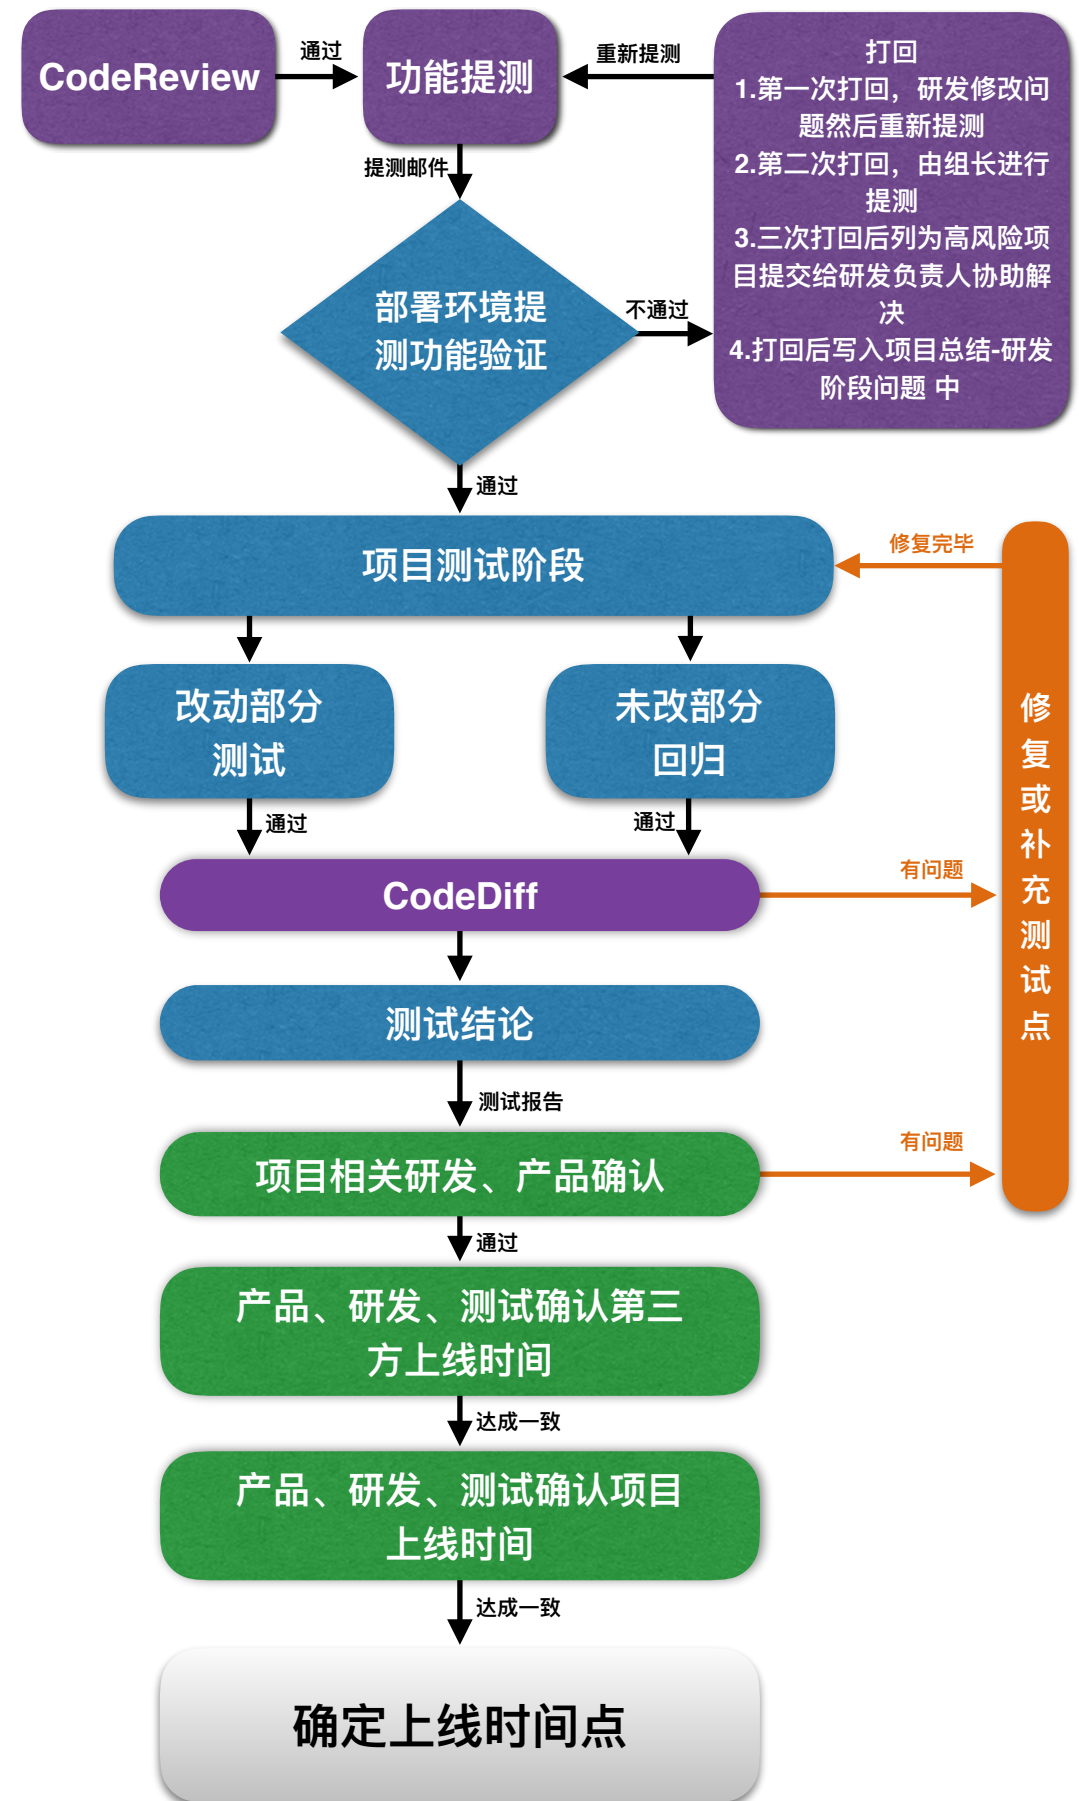 CodeReview
通过
功能提测
重新提测
打回
1.第一次打回，研发修改问
题然后重新提测
2.第二次打回，由组长进行
提测
3.三次打回后列为高风险项
目提交给研发负责人协助解
决
4.打回后写入项目总结-研发
阶段问题 中
提测邮件
部署环境提
测功能验证
不通过
通过
项目测试阶段
修复完毕
改动部分
测试
未改部分
回归
通过
通过
CodeDiff
有问题
修
复
或
补
充
测
试
点
测试结论
测试报告
项目相关研发、产品确认
有问题
通过
产品、研发、测试确认第三
方上线时间
达成一致
产品、研发、测试确认项目
上线时间
达成一致
确定上线时间点